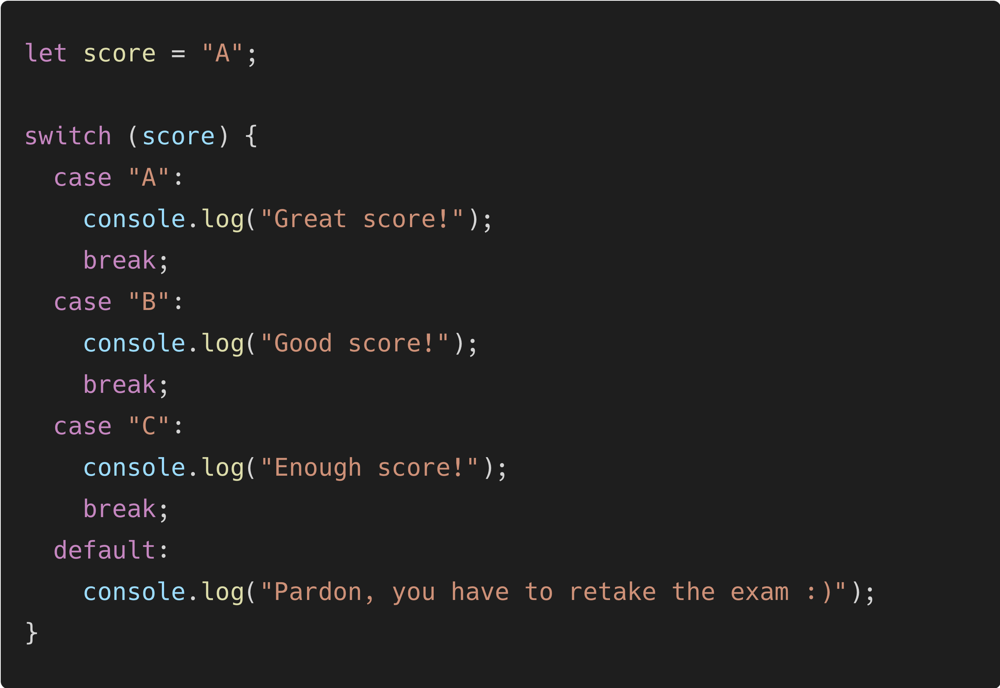 let score = "A";

switch (score) {
  case "A":
    console.log("Great score!");
    break;
  case "B":
    console.log("Good score!");
    break;
  case "C":
    console.log("Enough score!");
    break;
  default:
    console.log("Pardon, you have to retake the exam :)");
}